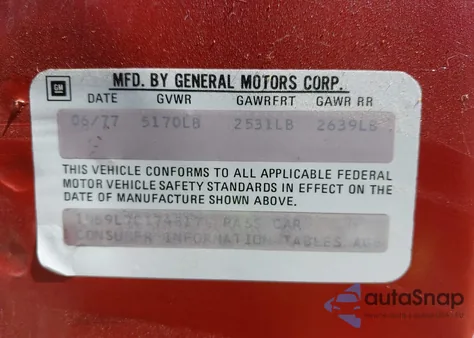 GM
MFD. BY GENERAL MOTORS CORP.
DATE GVWR GAWRFRT GAWR RR
06/77 5170LB 2531LB 2639LB
THIS VEHICLE CONFORMS TO ALL APPLICABLE FEDERAL
MOTOR VEHICLE SAFETY STANDARDS IN EFFECT ON THE
DATE OF MANUFACTURE SHOWN ABOVE.
PASS CAR
CONSUMER INFORMATION TABLES
autoSnap